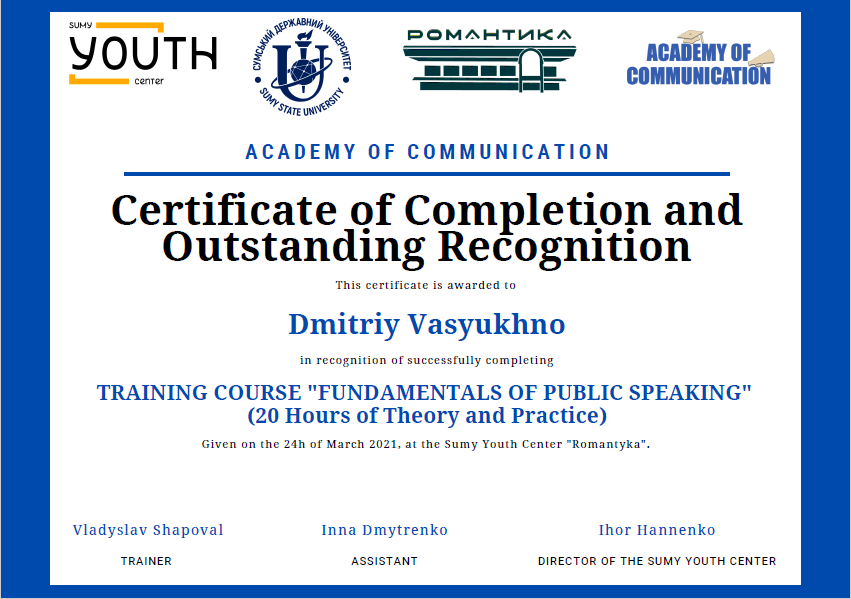 SUMY
YOUTH
center
СУМСЬКИЙ ДЕРЖАВНИЙ УНІВЕРСИТЕТ
SUMY STATE UNIVERSITY
РОМАНТИКА
ACADEMY OF
COMMUNICATION
ACADEMY OF COMMUNICATION
Certificate of Completion and
Outstanding Recognition
This certificate is awarded to
Dmitriy Vasyukhno
in recognition of successfully completing
TRAINING COURSE "FUNDAMENTALS OF PUBLIC SPEAKING"
(20 Hours of Theory and Practice)
Given on the 24h of March 2021, at the Sumy Youth Center "Romantyka".
Vladyslav Shapoval
TRAINER
Inna Dmytrenko
ASSISTANT
Ihor Hannenko
DIRECTOR OF THE SUMY YOUTH CENTER